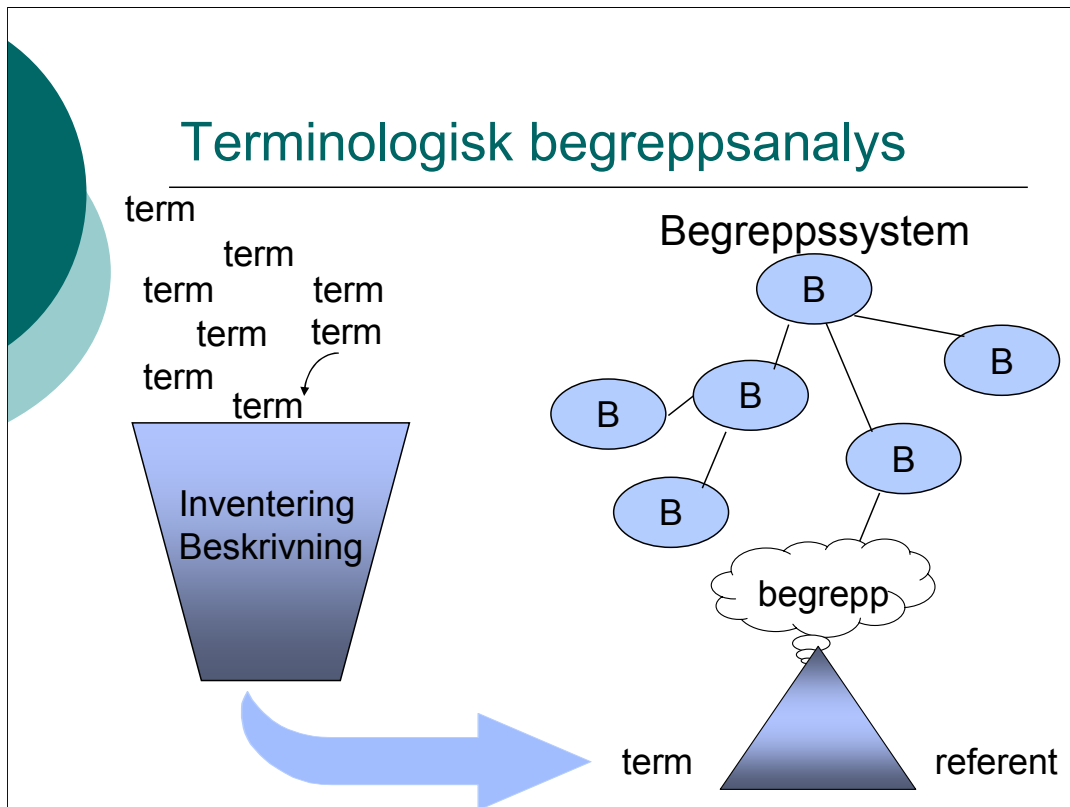 Terminologisk begreppsanalys
term
term
term
term
term
term
term
term
Inventering
Beskrivning
Begreppssystem
B
B
B
B
B
B
begrepp
term
referent